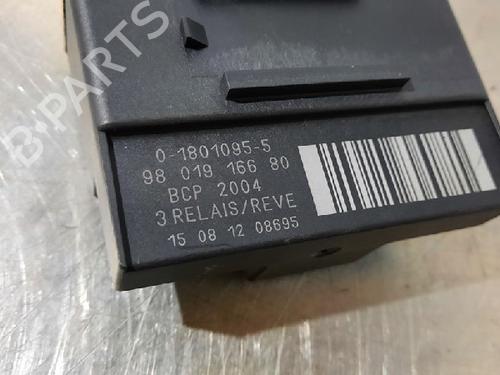 B-PARTS
0-1801095-5
98 019 166 80
BCP 2004
3 RELAIS/REVE
15 08 12 08695